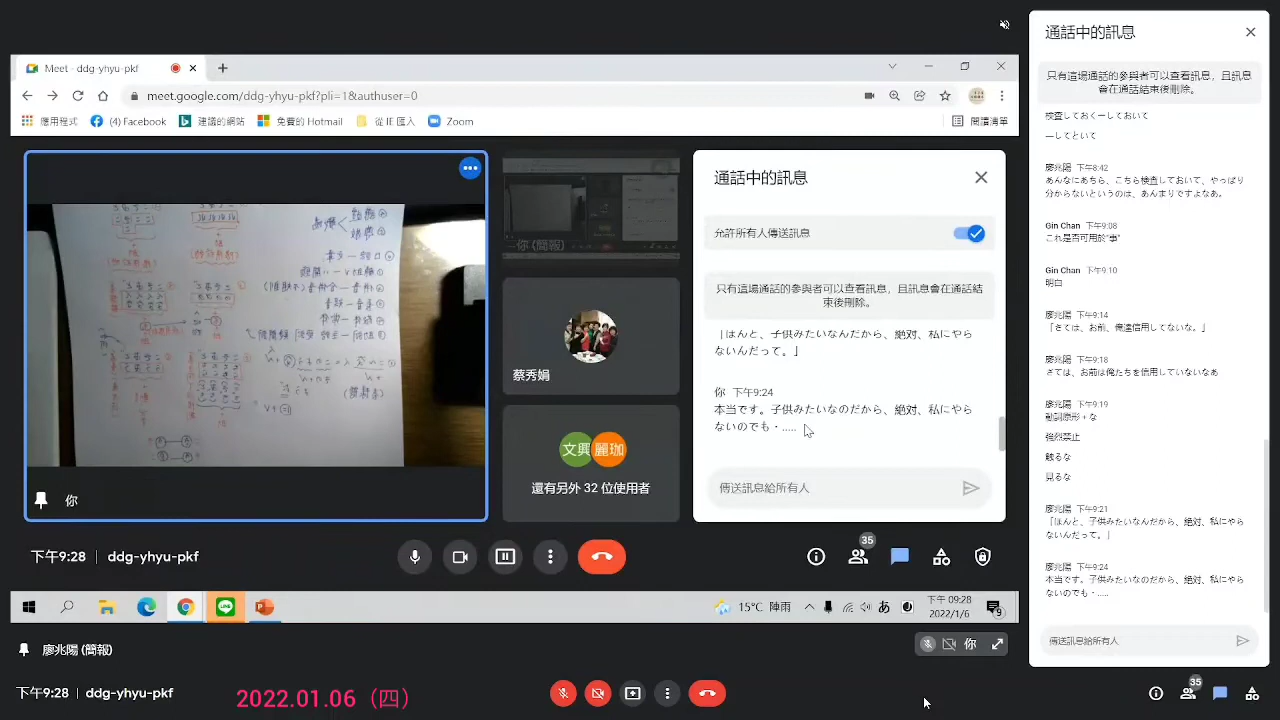 Meet - ddg-yhyu-pkf
meet.google.com/ddg-yhyu-pkf?pli=1&authuser=0
應用程式
(4) Facebook
建議的網站
免費的 Hotmail
從 IE 匯入
Zoom
閱讀清單
你
你 (簡報)
蔡秀娟
文興
麗珈
還有另外 32 位使用者
通話中的訊息
允許所有人傳送訊息
只有這場通話的參與者可以查看訊息，且訊息會在通話結
束後刪除。
「ほんと、子供みたいなんだから、絶対、私にやら
ないんだって。」
你 下午9:24
本当です。子供みたいなのだから、絶対、私にやら
ないのでも・.....
傳送訊息給所有人
下午9:28 | ddg-yhyu-pkf
35
15°C 陣雨
あ
下午 09:28
2022/1/6
9
廖兆陽 (簡報)
你
下午9:28 | ddg-yhyu-pkf
2022.01.06（四）
通話中的訊息
只有這場通話的參與者可以查看訊息，且訊息
會在通話結束後刪除。
検査しておくーしておいて
ーしてといて
廖兆陽 下午8:42
あんなにあちら、こちら検査しておいて、やっぱり
分からないというのは、あんまりですよなあ。
Gin Chan 下午9:08
これ是否可用於"事"
Gin Chan 下午9:10
明白
廖兆陽 下午9:14
「さては、お前、俺達信用してないな。」
廖兆陽 下午9:18
さては、お前は俺たちを信用していないなあ
廖兆陽 下午9:19
動詞原形 + な
強烈禁止
触るな
見るな
廖兆陽 下午9:21
「ほんと、子供みたいなんだから、絶対、私にやら
ないんだって。」
廖兆陽 下午9:24
本当です。子供みたいなのだから、絶対、私にやら
ないのでも・.....
傳送訊息給所有人
35